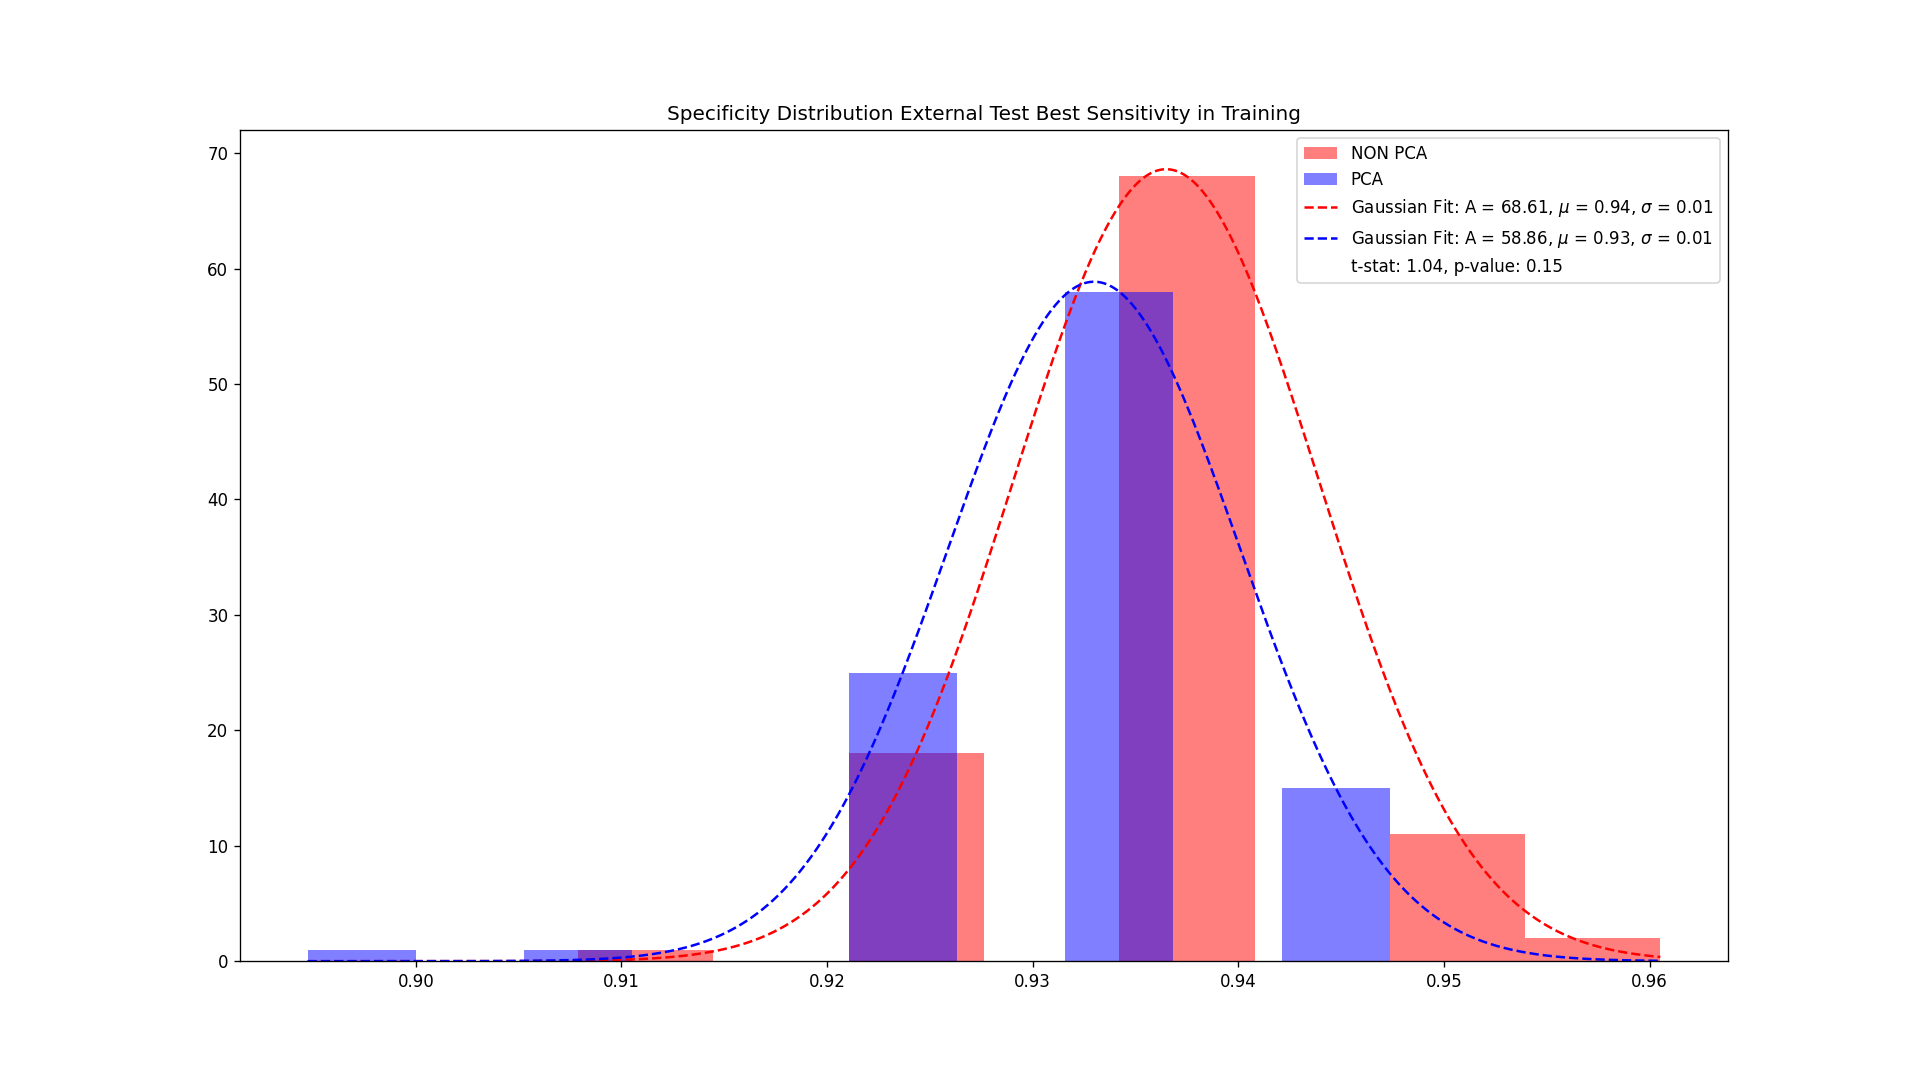 Specificity Distribution External Test Best Sensitivity in Training
NON PCA
PCA
Gaussian Fit: A = 68.61, μ = 0.94, σ = 0.01
Gaussian Fit: A = 58.86, μ = 0.93, σ = 0.01
t-stat: 1.04, p-value: 0.15
70
60
50
40
30
20
10
0
0.90 0.91 0.92 0.93 0.94 0.95 0.96